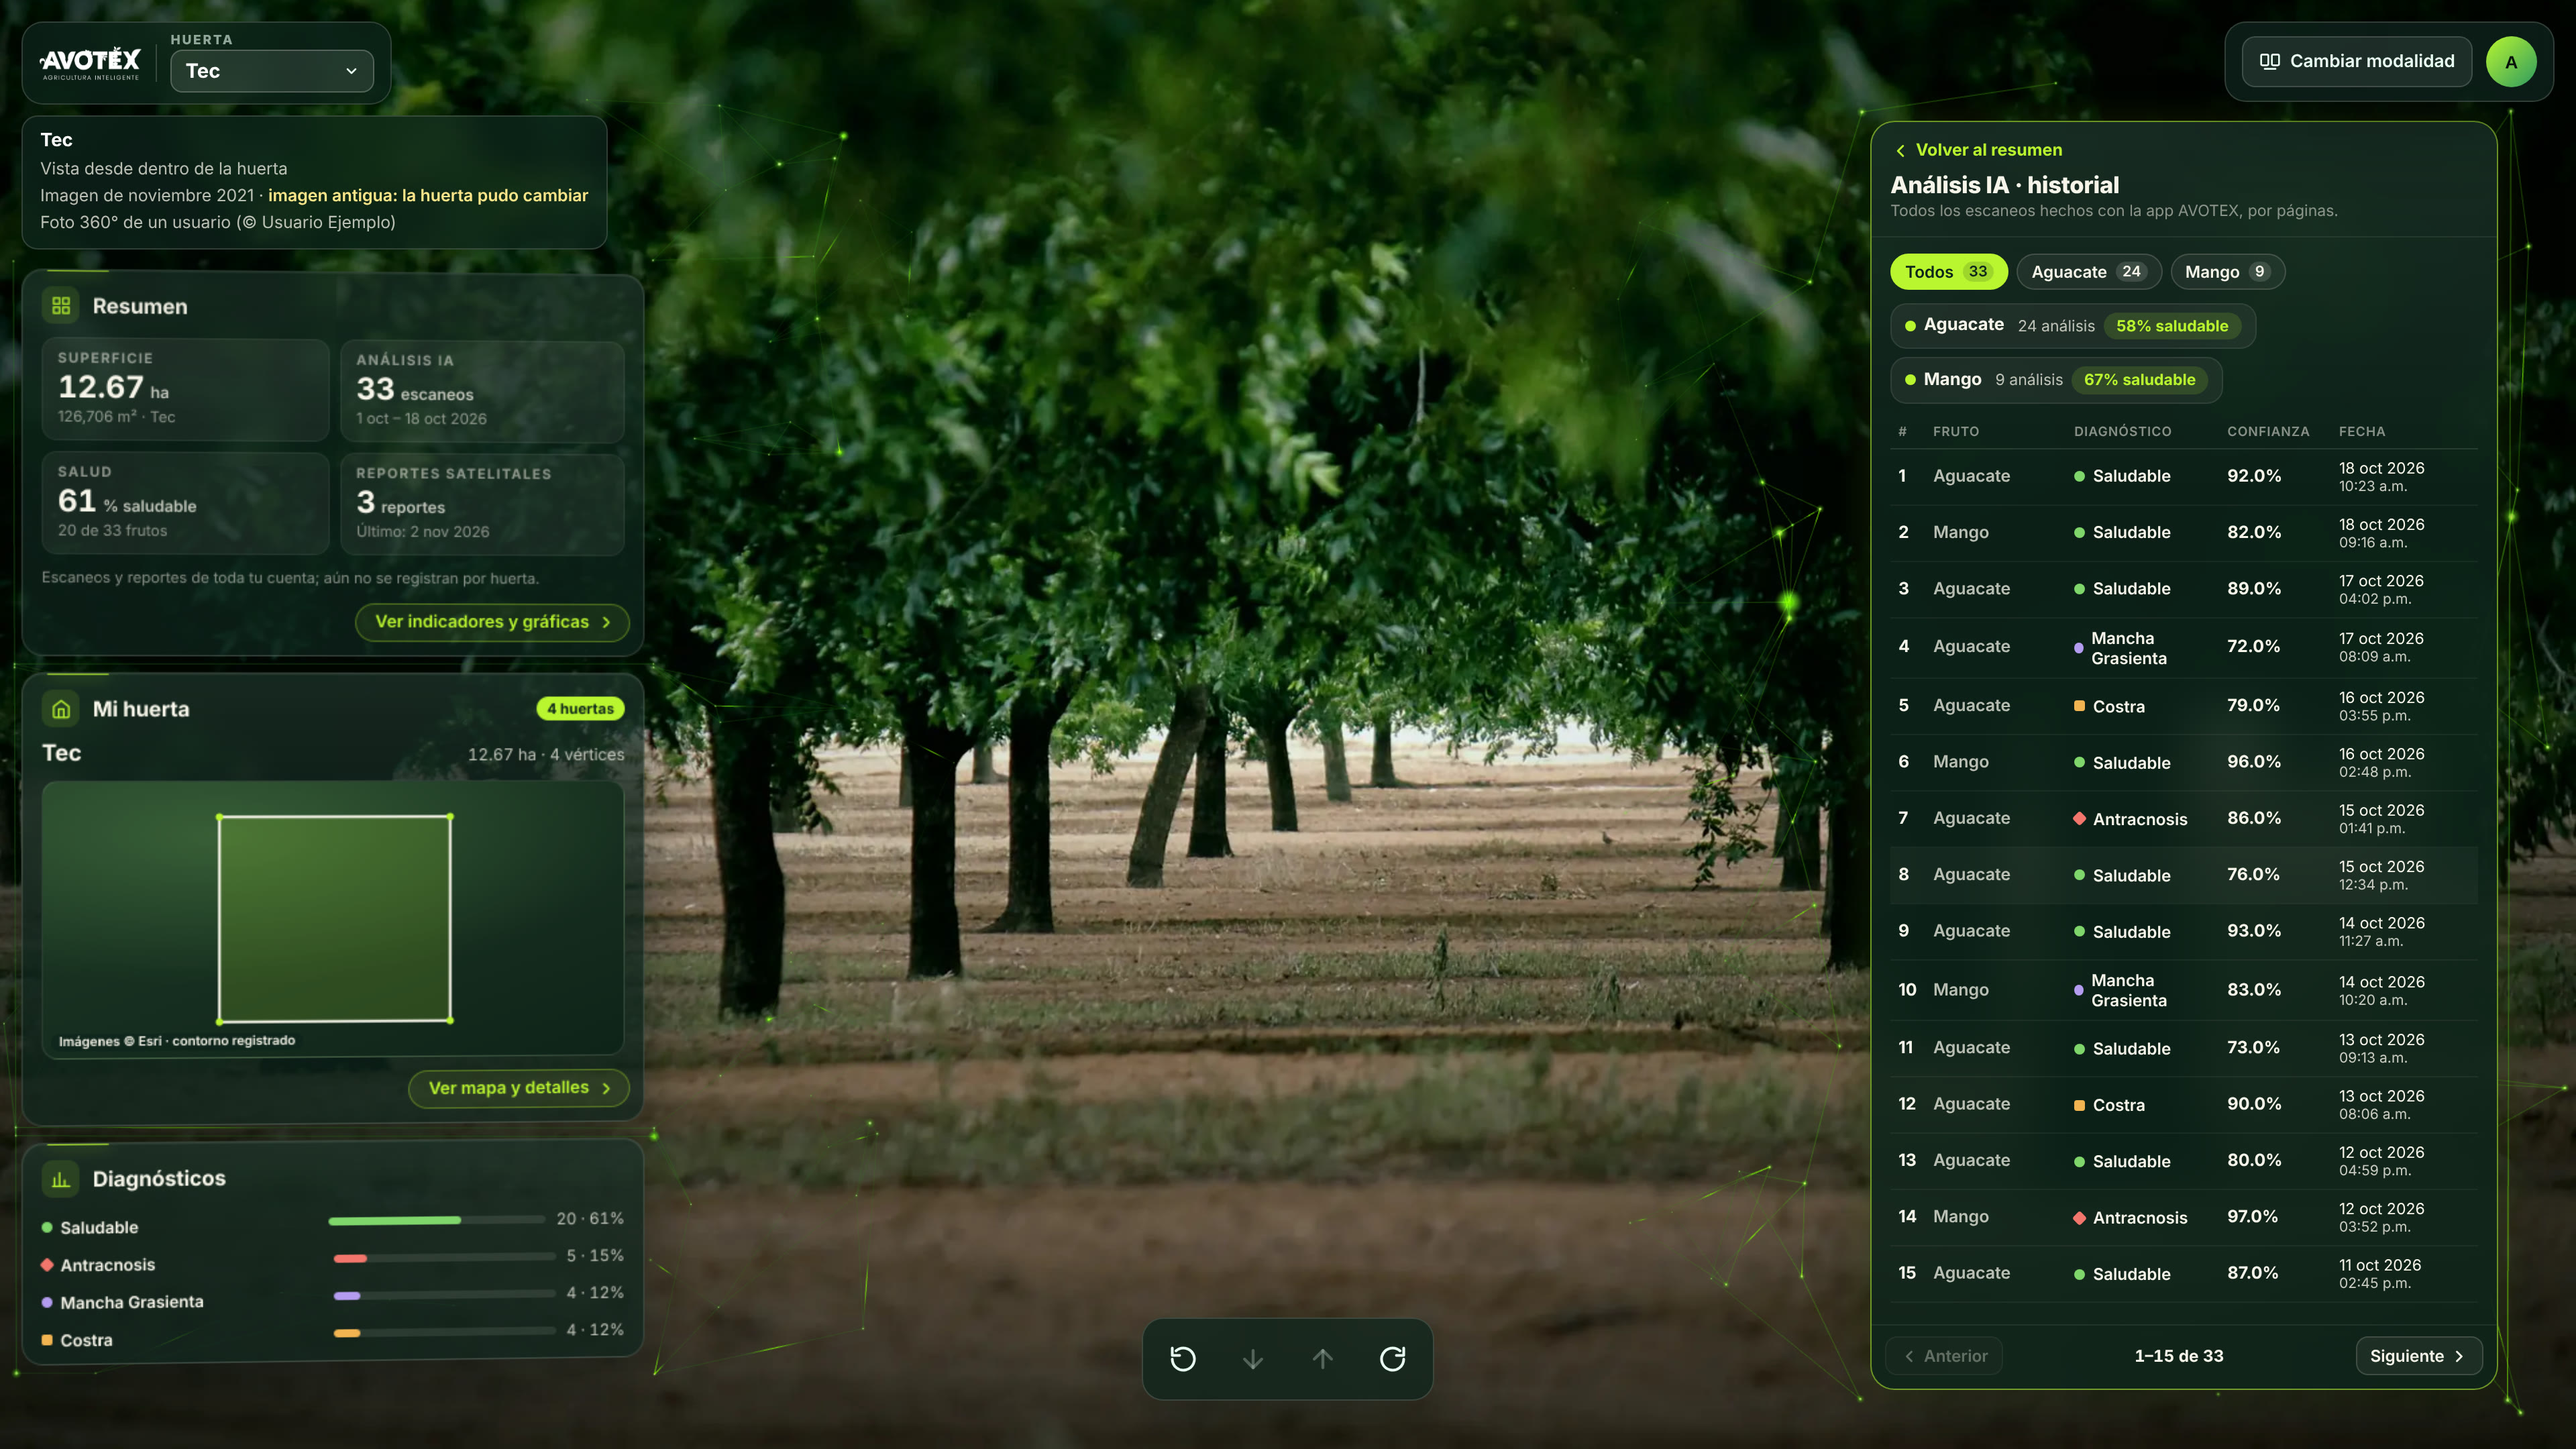 AVOTEX
AGRICULTURA INTELIGENTE
HUERTA
Tec
Cambiar modalidad
A
Tec
Vista desde dentro de la huerta
Imagen de noviembre 2021 · imagen antigua: la huerta pudo cambiar
Foto 360° de un usuario (© Usuario Ejemplo)
Resumen
SUPERFICIE
12.67 ha
126,706 m² · Tec
ANÁLISIS IA
33 escaneos
1 oct – 18 oct 2026
SALUD
61 % saludable
20 de 33 frutos
REPORTES SATELITALES
3 reportes
Último: 2 nov 2026
Escaneos y reportes de toda tu cuenta; aún no se registran por huerta.
Ver indicadores y gráficas
Mi huerta
4 huertas
Tec
12.67 ha · 4 vértices
Imágenes © Esri · contorno registrado
Ver mapa y detalles
Diagnósticos
Saludable 20 · 61%
Antracnosis 5 · 15%
Mancha Grasienta 4 · 12%
Costra 4 · 12%
Volver al resumen
Análisis IA · historial
Todos los escaneos hechos con la app AVOTEX, por páginas.
Todos 33 Aguacate 24 Mango 9
Aguacate 24 análisis 58% saludable
Mango 9 análisis 67% saludable
# FRUTO DIAGNÓSTICO CONFIANZA FECHA
1 Aguacate Saludable 92.0% 18 oct 2026
10:23 a.m.
2 Mango Saludable 82.0% 18 oct 2026
09:16 a.m.
3 Aguacate Saludable 89.0% 17 oct 2026
04:02 p.m.
4 Aguacate Mancha Grasienta 72.0% 17 oct 2026
08:09 a.m.
5 Aguacate Costra 79.0% 16 oct 2026
03:55 p.m.
6 Mango Saludable 96.0% 16 oct 2026
02:48 p.m.
7 Aguacate Antracnosis 86.0% 15 oct 2026
01:41 p.m.
8 Aguacate Saludable 76.0% 15 oct 2026
12:34 p.m.
9 Aguacate Saludable 93.0% 14 oct 2026
11:27 a.m.
10 Mango Mancha Grasienta 83.0% 14 oct 2026
10:20 a.m.
11 Aguacate Saludable 73.0% 13 oct 2026
09:13 a.m.
12 Aguacate Costra 90.0% 13 oct 2026
08:06 a.m.
13 Aguacate Saludable 80.0% 12 oct 2026
04:59 p.m.
14 Mango Antracnosis 97.0% 12 oct 2026
03:52 p.m.
15 Aguacate Saludable 87.0% 11 oct 2026
02:45 p.m.
Anterior
1–15 de 33
Siguiente